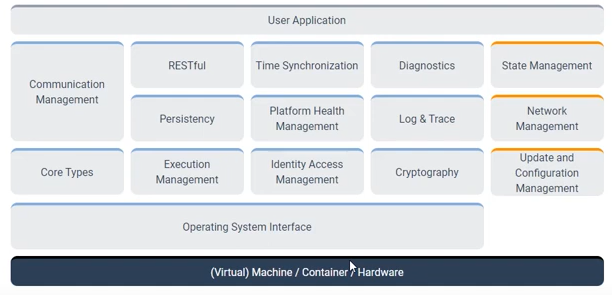 User Application
Communication
Management
RESTful
Time Synchronization
Diagnostics
State Management
Persistency
Platform Health
Management
Log & Trace
Network
Management
Core Types
Execution
Management
Identity Access
Management
Cryptography
Update and
Configuration
Management
Operating System Interface
(Virtual) Machine / Container / Hardware